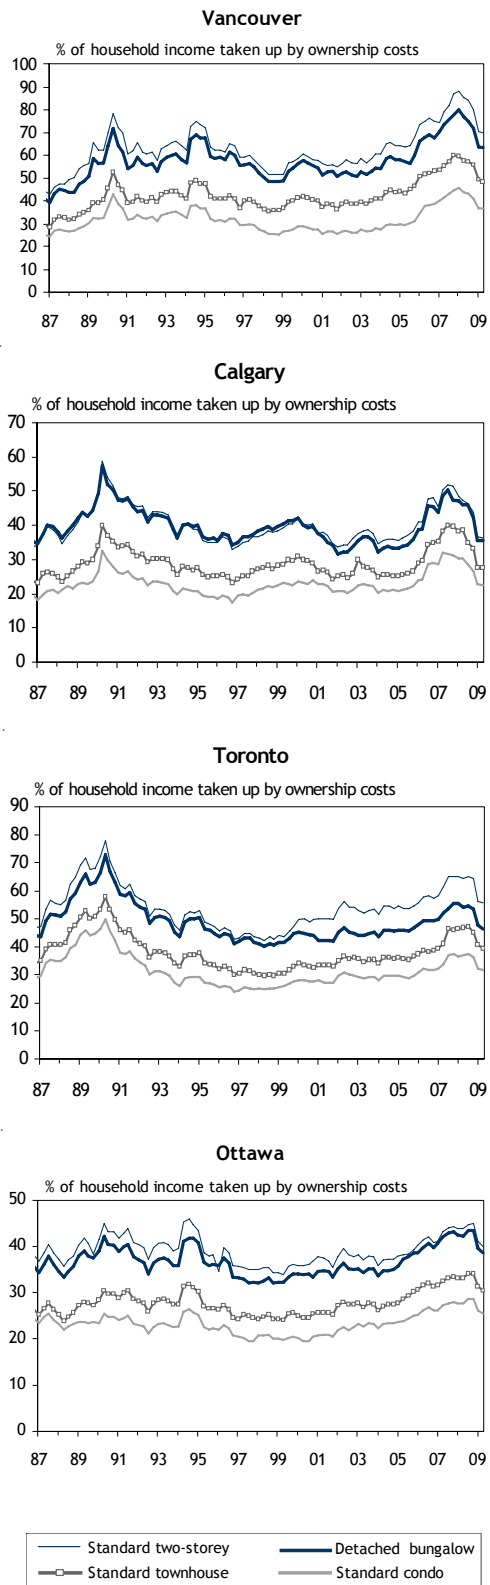 Vancouver
% of household income taken up by ownership costs
100
90
80
70
60
50
40
30
20
10
0
87 89 91 93 95 97 99 01 03 05 07 09
Calgary
% of household income taken up by ownership costs
70
60
50
40
30
20
10
0
87 89 91 93 95 97 99 01 03 05 07 09
Toronto
% of household income taken up by ownership costs
90
80
70
60
50
40
30
20
10
0
87 89 91 93 95 97 99 01 03 05 07 09
Ottawa
% of household income taken up by ownership costs
50
40
30
20
10
0
87 89 91 93 95 97 99 01 03 05 07 09
Standard two-storey Detached bungalow
Standard townhouse Standard condo